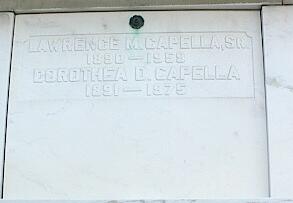 LAWRENCE M. CAPELLA, SR.
1890 — 1959
DOROTHEA D. CAPELLA
1891 — 1975